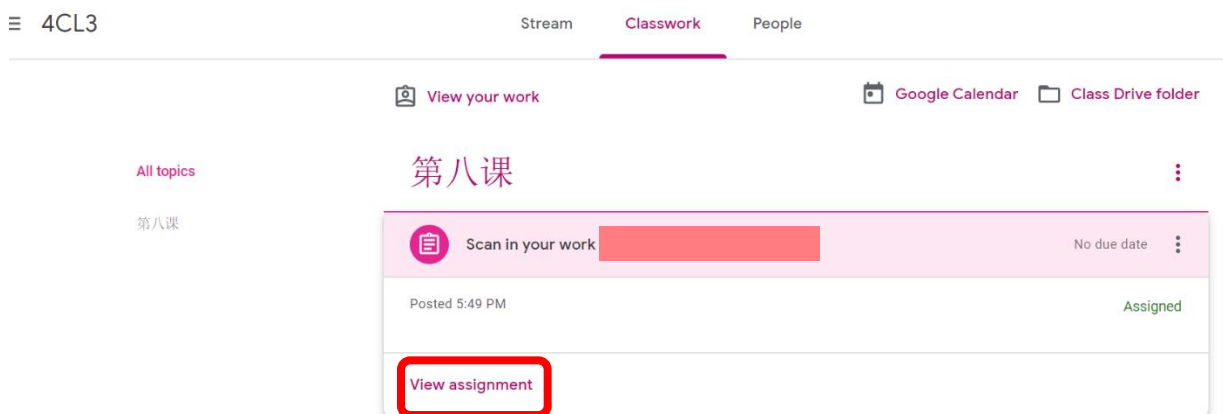 4CL3
Stream Classwork People
View your work
Google Calendar Class Drive folder
All topics
第八课
第八课
Scan in your work
No due date
Posted 5:49 PM
Assigned
View assignment